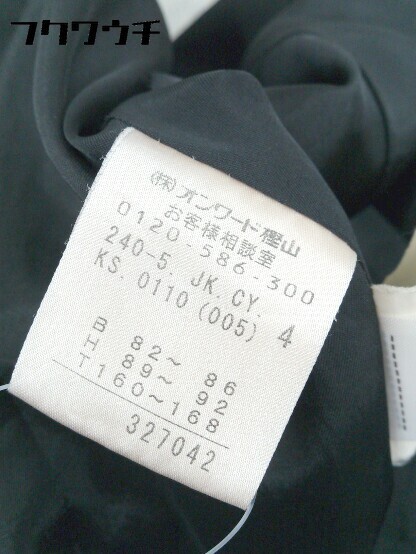 フクワウチ
(株)オンワード樫山
お客様相談室
0120-586-300
240-5. JK. CY.
KS. 0110 (005) 4
B 82～ 86
H 89～ 92
T160～168
327042